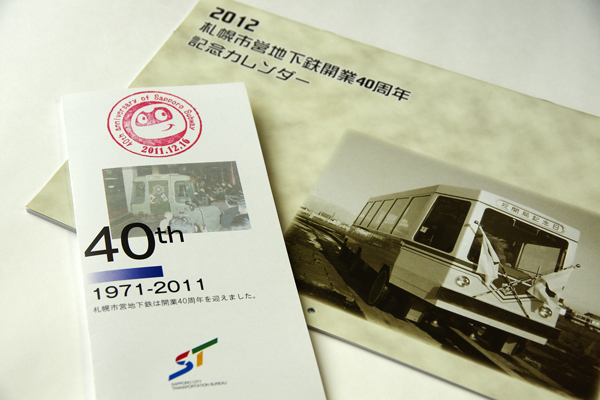 2012
札幌市営地下鉄開業40周年
記念カレンダー
40th anniversary of Sapporo Subway
2011.12.16
40th
1971-2011
札幌市営地下鉄は開業40周年を迎えました。
ST
SAPPORO CITY
TRANSPORTATION BUREAU